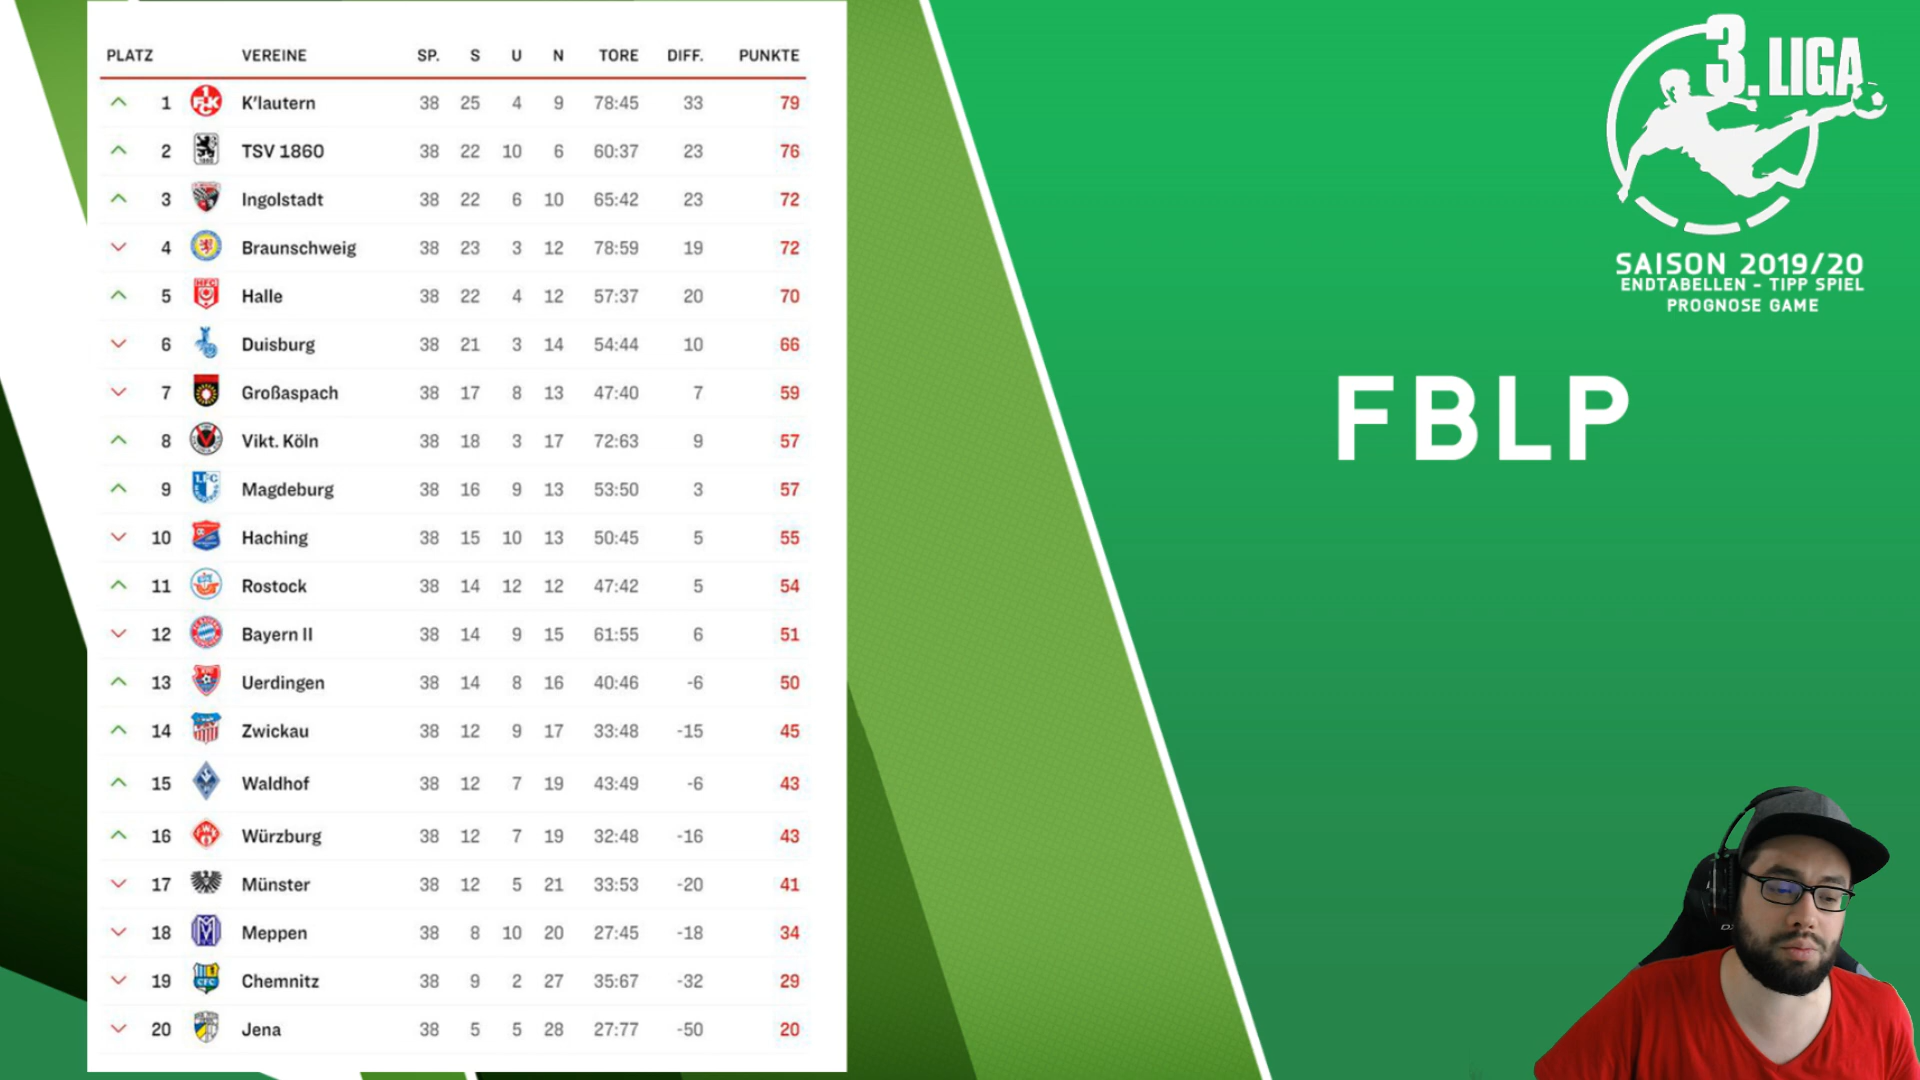 PLATZ VEREINE SP. S U N TORE DIFF. PUNKTE
1 K'lautern 38 25 4 9 78:45 33 79
2 TSV 1860 38 22 10 6 60:37 23 76
3 Ingolstadt 38 22 6 10 65:42 23 72
4 Braunschweig 38 23 3 12 78:59 19 72
5 Halle 38 22 4 12 57:37 20 70
6 Duisburg 38 21 3 14 54:44 10 66
7 Großaspach 38 17 8 13 47:40 7 59
8 Vikt. Köln 38 18 3 17 72:63 9 57
9 Magdeburg 38 16 9 13 53:50 3 57
10 Haching 38 15 10 13 50:45 5 55
11 Rostock 38 14 12 12 47:42 5 54
12 Bayern II 38 14 9 15 61:55 6 51
13 Uerdingen 38 14 8 16 40:46 -6 50
14 Zwickau 38 12 9 17 33:48 -15 45
15 Waldhof 38 12 7 19 43:49 -6 43
16 Würzburg 38 12 7 19 32:48 -16 43
17 Münster 38 12 5 21 33:53 -20 41
18 Meppen 38 8 10 20 27:45 -18 34
19 Chemnitz 38 9 2 27 35:67 -32 29
20 Jena 38 5 5 28 27:77 -50 20
3. LIGA
SAISON 2019/20
ENDTABELLEN - TIPP SPIEL
PROGNOSE GAME
FBLP